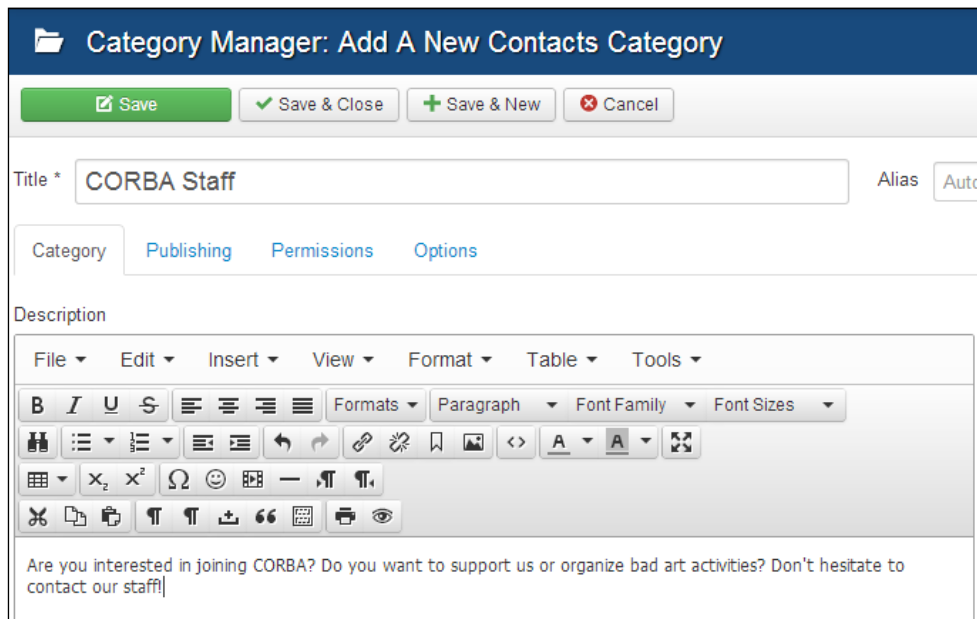 Category Manager: Add A New Contacts Category
Save Save & Close Save & New Cancel
Title * CORBA Staff Alias Auto
Category Publishing Permissions Options
Description
File Edit Insert View Format Table Tools
B I U S Formats Paragraph Font Family Font Sizes
A A
X₂ X² Ω ¶ ¶
¶ ¶
Are you interested in joining CORBA? Do you want to support us or organize bad art activities? Don't hesitate to
contact our staff!